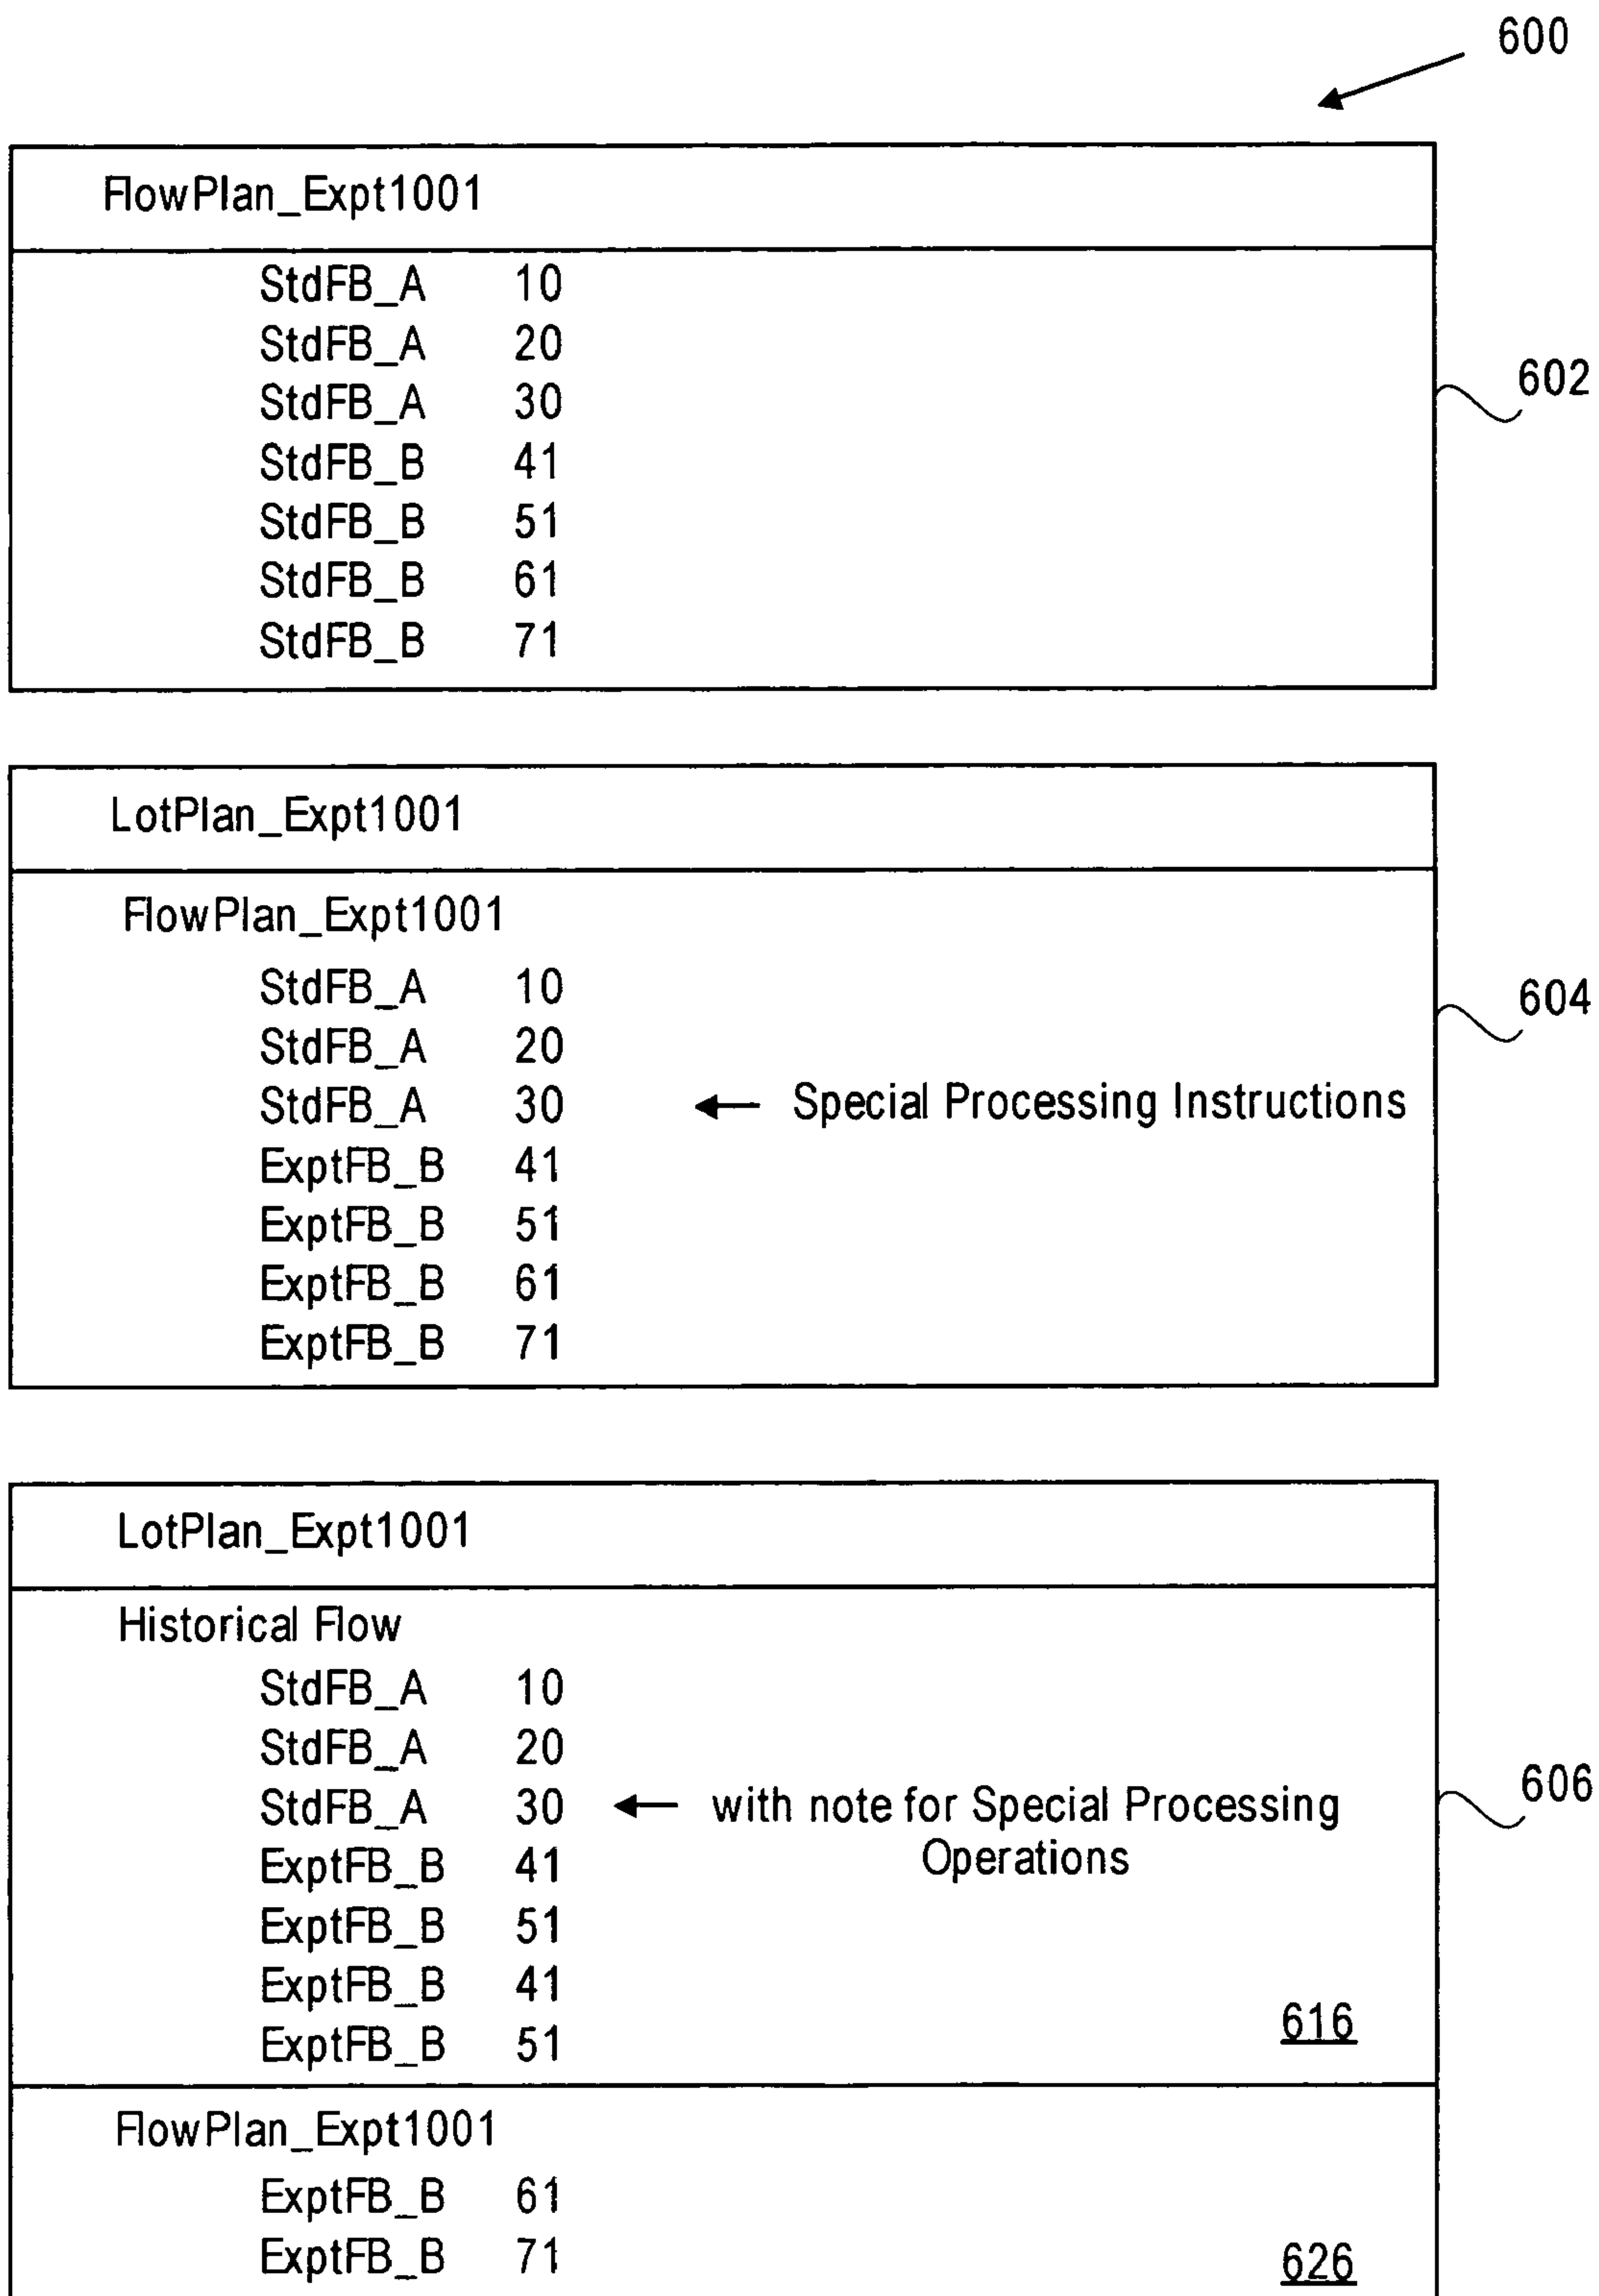 600
FlowPlan_Expt1001
StdFB_A 10
StdFB_A 20
StdFB_A 30
602
StdFB_B 41
StdFB_B 51
StdFB_B 61
StdFB_B 71
LotPlan_Expt1001
FlowPlan_Expt1001
StdFB_A 10
604
StdFB_A 20
StdFB_A 30 ← Special Processing Instructions
ExptFB_B 41
ExptFB_B 51
ExptFB_B 61
ExptFB_B 71
LotPlan_Expt1001
Historical Flow
StdFB_A 10
StdFB_A 20
606
StdFB_A 30 ← with note for Special Processing
Operations
ExptFB_B 41
ExptFB_B 51
ExptFB_B 41
616
ExptFB_B 51
FlowPlan_Expt1001
ExptFB_B 61
ExptFB_B 71
626